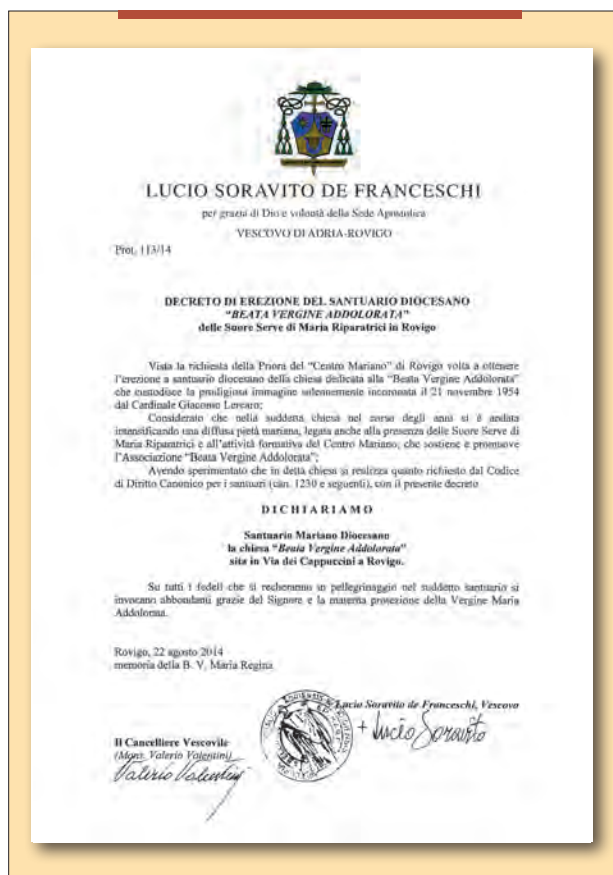 LUCIO SORAVITO DE FRANCESCHI
per grazia di Dio e volontà della Sede Apostolica
VESCOVO DI ADRIA-ROVIGO
Prot. 113/14
DECRETO DI EREZIONE DEL SANTUARIO DIOCESANO
“BEATA VERGINE ADDOLORATA”
delle Suore Serve di Maria Riparatrici in Rovigo
Vista la richiesta della Priora del “Centro Mariano” di Rovigo volta a ottenere
l’erezione a santuario diocesano della chiesa dedicata alla “Beata Vergine Addolorata”
che custodisce la prodigiosa immagine solennemente incoronata il 21 novembre 1954
dal Cardinale Giacomo Lercaro;
Considerato che nella suddetta chiesa nel corso degli anni si è andata
intensificando una diffusa pietà mariana, legata anche alla presenza delle Suore Serve di
Maria Riparatrici e all’attività formativa del Centro Mariano, che sostiene e promuove
l’Associazione “Beata Vergine Addolorata”;
Avendo sperimentato che in detta chiesa si realizza quanto richiesto dal Codice
di Diritto Canonico per i santuari (can. 1230 e seguenti), con il presente decreto
DICHIARIAMO
Santuario Mariano Diocesano
la chiesa “Beata Vergine Addolorata”
sita in Via dei Cappuccini a Rovigo.
Su tutti i fedeli che si recheranno in pellegrinaggio nel suddetto santuario si
invocano abbondanti grazie del Signore e la materna protezione della Vergine Maria
Addolorata.
Rovigo, 22 agosto 2014
memoria della B. V. Maria Regina
Lucio Soravito de Franceschi, Vescovo
+ Lucio Soravito
Il Cancelliere Vescovile
(Mons. Valerio Valentini)
Valerio Valentini